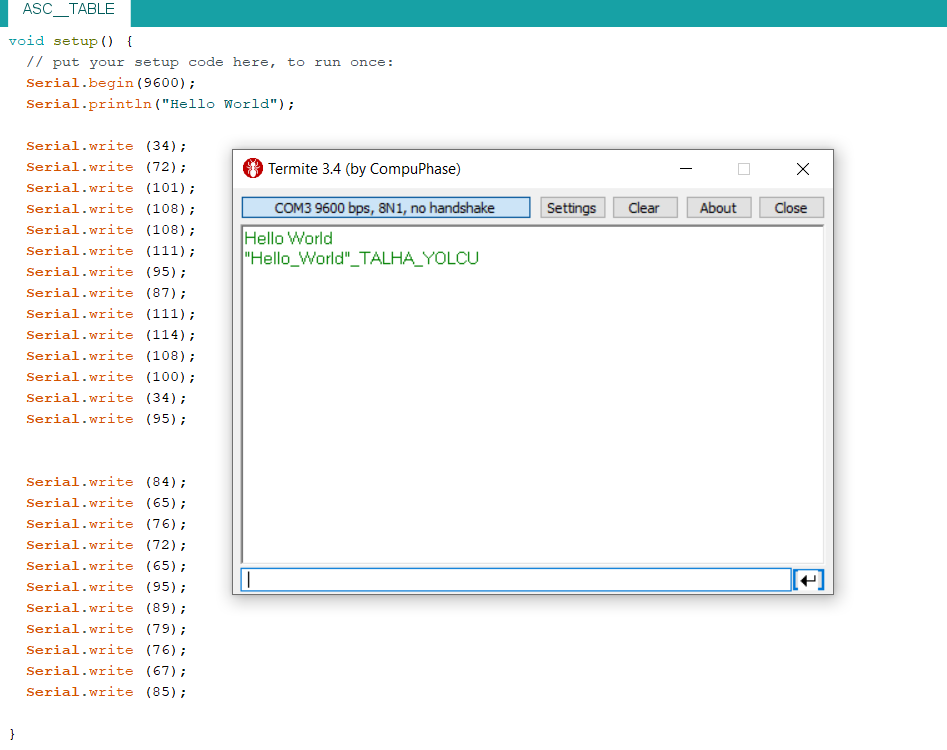 ASC__TABLE
void setup() {
// put your setup code here, to run once:
Serial.begin(9600);
Serial.println("Hello World");
Serial.write (34);
Serial.write (72);
Serial.write (101);
Serial.write (108);
Serial.write (108);
Serial.write (111);
Serial.write (95);
Serial.write (87);
Serial.write (111);
Serial.write (114);
Serial.write (108);
Serial.write (100);
Serial.write (34);
Serial.write (95);
Serial.write (84);
Serial.write (65);
Serial.write (76);
Serial.write (72);
Serial.write (65);
Serial.write (95);
Serial.write (89);
Serial.write (79);
Serial.write (76);
Serial.write (67);
Serial.write (85);
}
Termite 3.4 (by CompuPhase)
COM3 9600 bps, 8N1, no handshake Settings Clear About Close
Hello World
"Hello_World"_TALHA_YOLCU